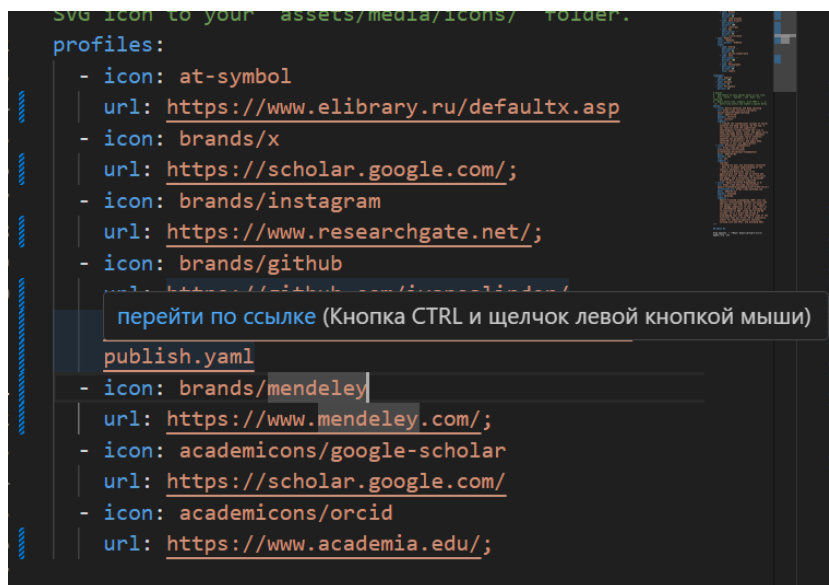 SVG icon to your `assets/media/icons/` folder.
profiles:
- icon: at-symbol
url: https://www.elibrary.ru/defaultx.asp
- icon: brands/x
url: https://scholar.google.com/;
- icon: brands/instagram
url: https://www.researchgate.net/;
- icon: brands/github
перейти по ссылке (Кнопка CTRL и щелчок левой кнопкой мыши)
publish.yaml
- icon: brands/mendeley
url: https://www.mendeley.com/;
- icon: academicons/google-scholar
url: https://scholar.google.com/
- icon: academicons/orcid
url: https://www.academia.edu/;